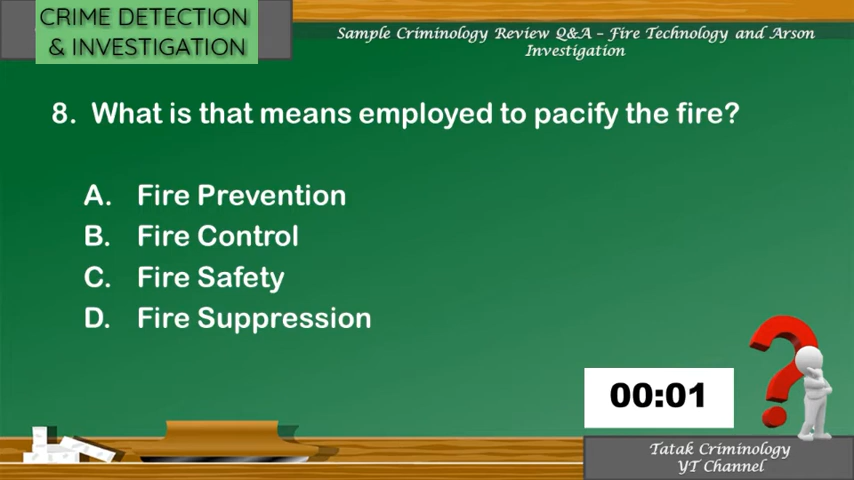 CRIME DETECTION
& INVESTIGATION
Sample Criminology Review Q&A – Fire Technology and Arson
Investigation
8. What is that means employed to pacify the fire?
A. Fire Prevention
B. Fire Control
C. Fire Safety
D. Fire Suppression
00:01
Tatak Criminology
YT Channel